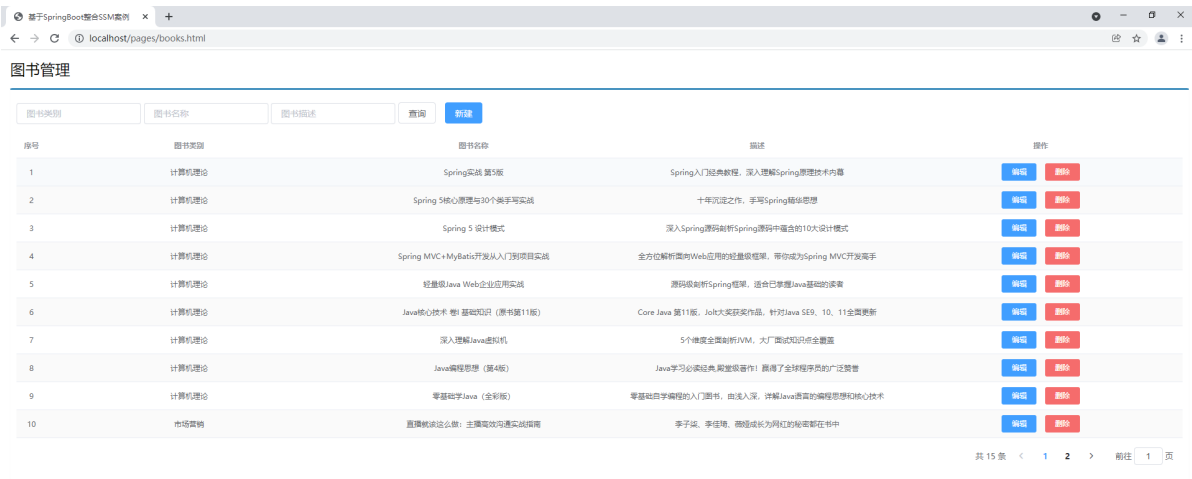 基于SpringBoot整合SSM案例
localhost/pages/books.html
图书管理
图书类别 图书名称 图书描述 查询 新建
序号 图书类别 图书名称 描述 操作
1 计算机理论 Spring实战 第5版 Spring入门经典教程，深入理解Spring原理技术内幕 编辑 删除
2 计算机理论 Spring 5核心原理与30个类手写实战 十年沉淀之作，手写Spring精华思想 编辑 删除
3 计算机理论 Spring 5 设计模式 深入Spring源码剖析Spring源码中蕴含的10大设计模式 编辑 删除
4 计算机理论 Spring MVC+MyBatis开发从入门到项目实战 全方位解析面向Web应用的轻量级框架，带你成为Spring MVC开发高手 编辑 删除
5 计算机理论 轻量级Java Web企业应用实战 源码级剖析Spring框架，适合已掌握Java基础的读者 编辑 删除
6 计算机理论 Java核心技术 卷I 基础知识（原书第11版） Core Java 第11版，Jolt大奖获奖作品，针对Java SE9、10、11全面更新 编辑 删除
7 计算机理论 深入理解Java虚拟机 5个维度全面剖析JVM，大厂面试知识点全覆盖 编辑 删除
8 计算机理论 Java编程思想（第4版） Java学习必读经典,殿堂级著作！赢得了全球程序员的广泛赞誉 编辑 删除
9 计算机理论 零基础学Java（全彩版） 零基础自学编程的入门图书，由浅入深，详解Java语言的编程思想和核心技术 编辑 删除
10 市场营销 直播就该这么做：主播高效沟通实战指南 李子柒、李佳琦、薇娅成长为网红的秘密都在书中 编辑 删除
共 15 条 1 2 前往 1 页